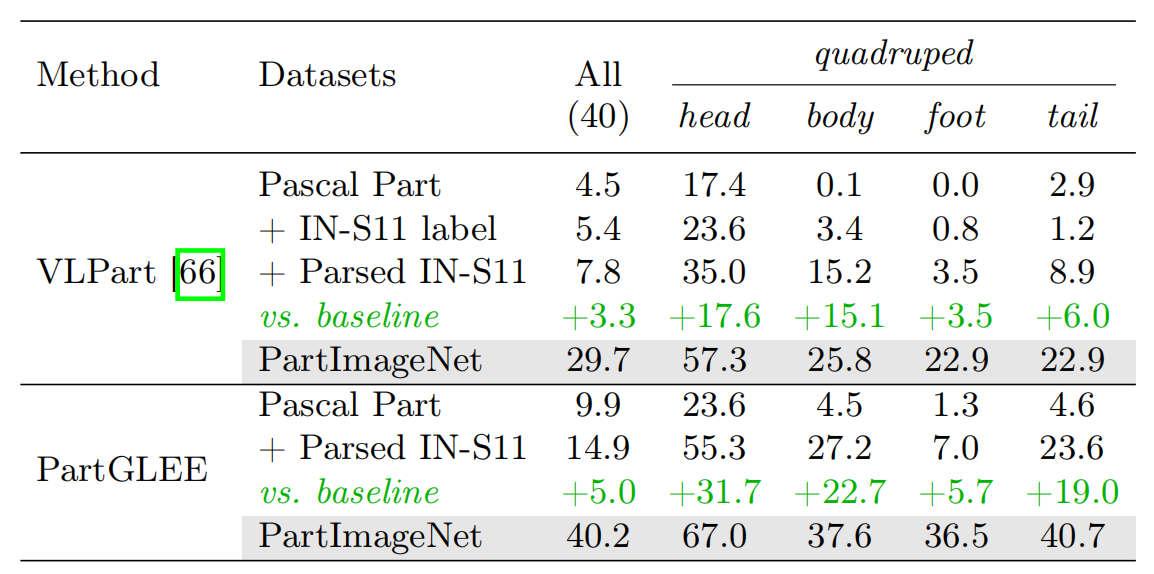 Method Datasets All quadruped
(40) head body foot tail
Pascal Part 4.5 17.4 0.1 0.0 2.9
+ IN-S11 label 5.4 23.6 3.4 0.8 1.2
VLPart [66] + Parsed IN-S11 7.8 35.0 15.2 3.5 8.9
vs. baseline +3.3 +17.6 +15.1 +3.5 +6.0
PartImageNet 29.7 57.3 25.8 22.9 22.9
Pascal Part 9.9 23.6 4.5 1.3 4.6
+ Parsed IN-S11 14.9 55.3 27.2 7.0 23.6
PartGLEE
vs. baseline +5.0 +31.7 +22.7 +5.7 +19.0
PartImageNet 40.2 67.0 37.6 36.5 40.7